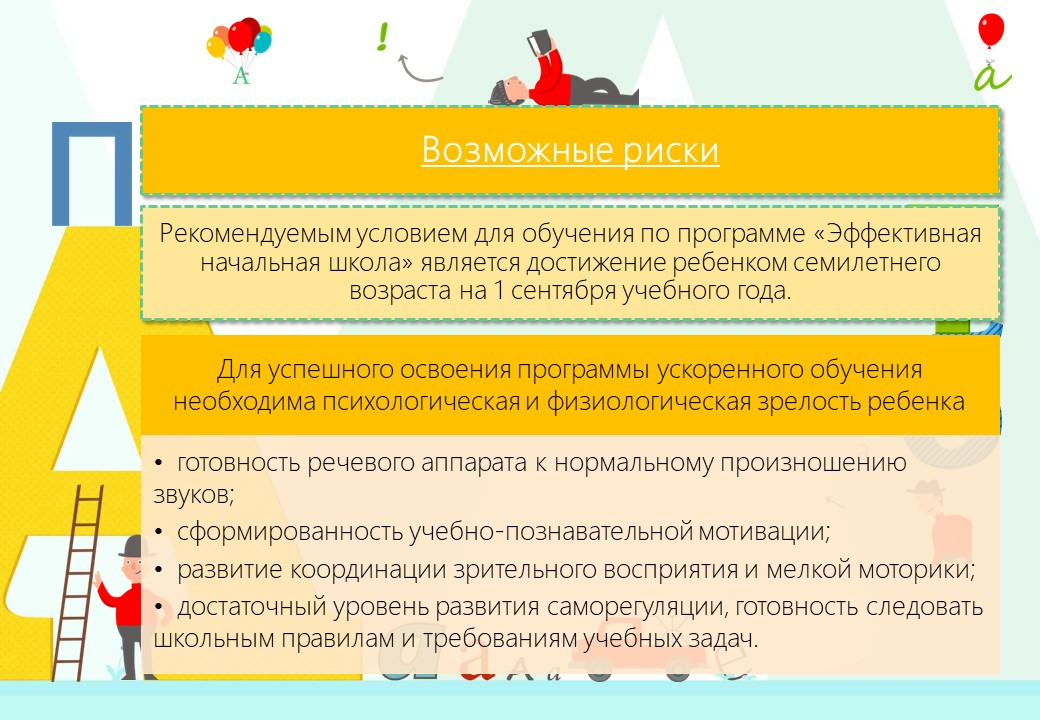 !
А
а
П
Возможные риски
Рекомендуемым условием для обучения по программе «Эффективная
начальная школа» является достижение ребенком семилетнего
возраста на 1 сентября учебного года.
Для успешного освоения программы ускоренного обучения
необходима психологическая и физиологическая зрелость ребенка
• готовность речевого аппарата к нормальному произношению
звуков;
• сформированность учебно-познавательной мотивации;
• развитие координации зрительного восприятия и мелкой моторики;
• достаточный уровень развития саморегуляции, готовность следовать
школьным правилам и требованиям учебных задач.
а а А а е